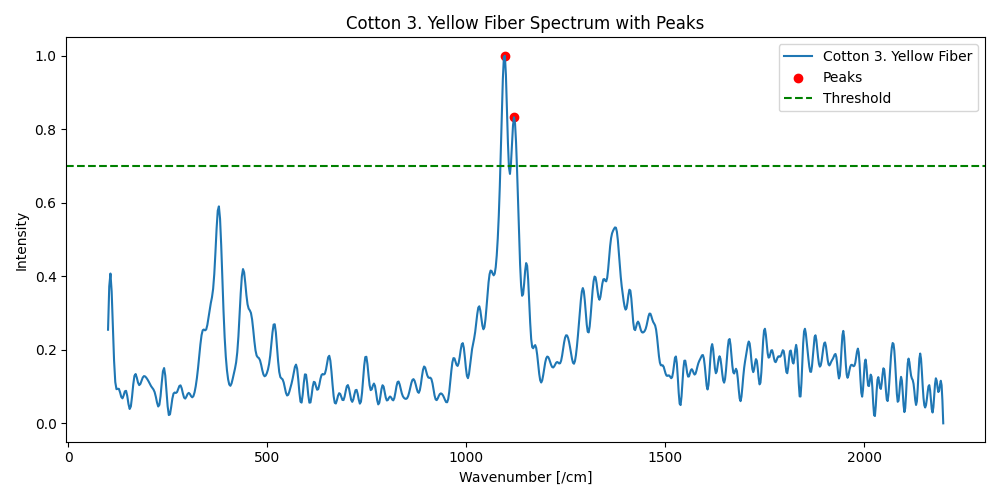 Cotton 3. Yellow Fiber Spectrum with Peaks
Cotton 3. Yellow Fiber
Peaks
Threshold
Intensity
1.0
0.8
0.6
0.4
0.2
0.0
0 500 1000 1500 2000
Wavenumber [/cm]